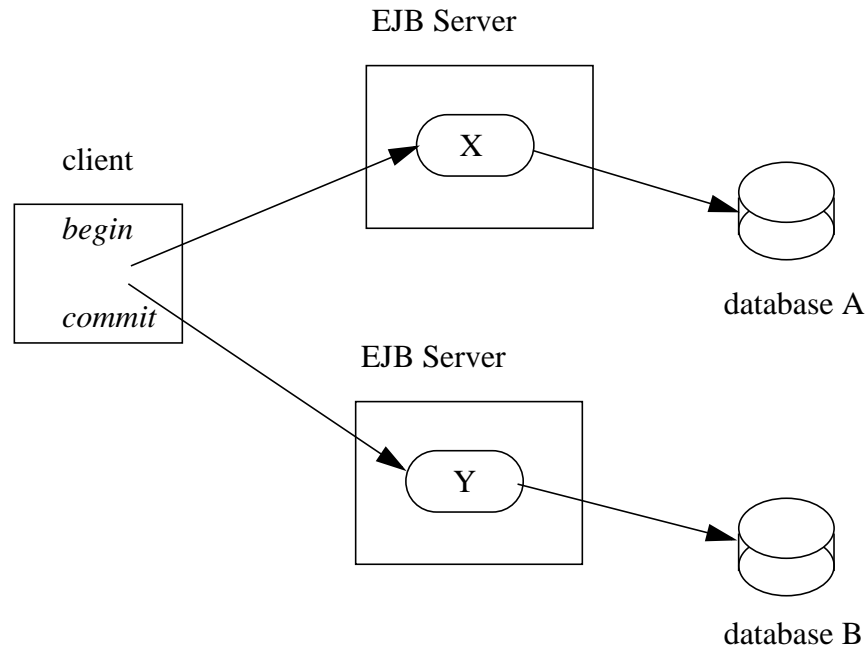 EJB Server
X
client
begin
commit
database A
EJB Server
Y
database B